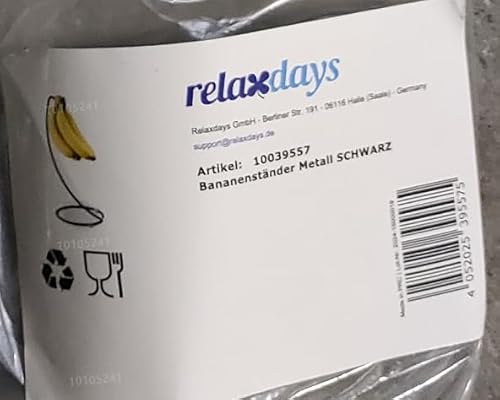 relaxdays
Relaxdays GmbH - Berliner Str. 191 - 06116 Halle (Saale) - Germany
support@relaxdays.de
Artikel: 10039557
Bananenständer Metall SCHWARZ
10105241
10105241
10105241
4 052025 395575